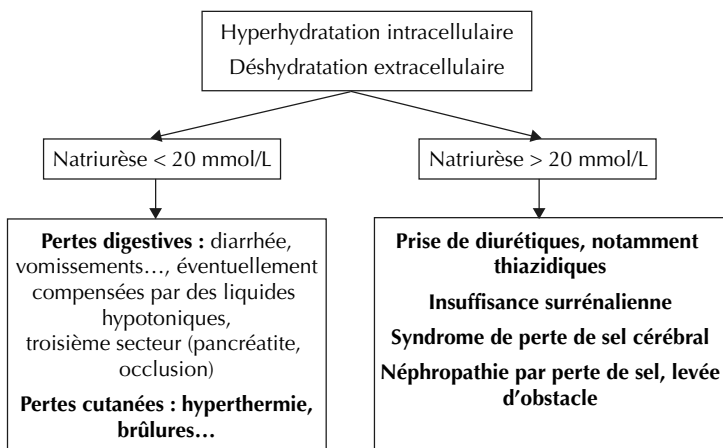 Hyperhydratation intracellulaire
Déshydratation extracellulaire
Natriurèse < 20 mmol/L
Natriurèse > 20 mmol/L
Pertes digestives : diarrhée,
vomissements…, éventuellement
compensées par des liquides
hypotoniques,
troisième secteur (pancréatite,
occlusion)
Pertes cutanées : hyperthermie,
brûlures…
Prise de diurétiques, notamment
thiazidiques
Insuffisance surrénalienne
Syndrome de perte de sel cérébral
Néphropathie par perte de sel, levée
d’obstacle